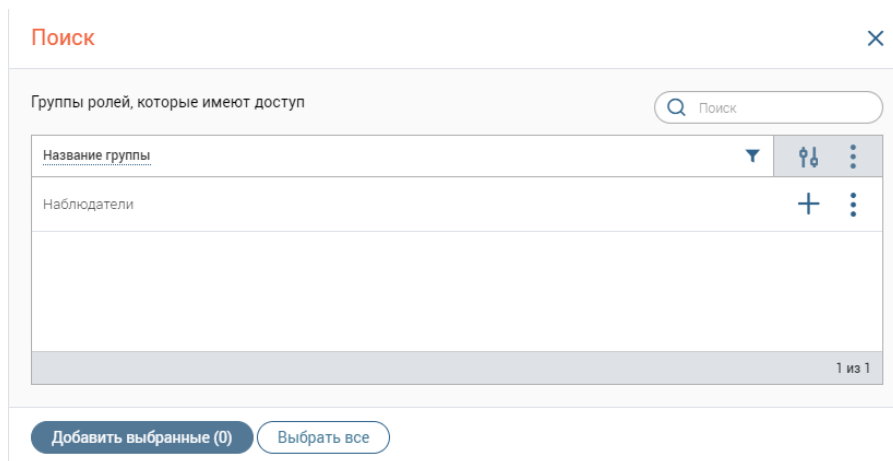 Поиск
Группы ролей, которые имеют доступ
Поиск
Название группы
Наблюдатели
1 из 1
Добавить выбранные (0)
Выбрать все